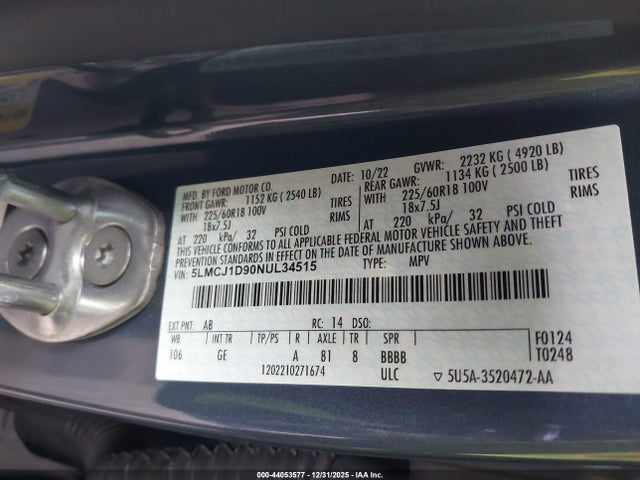 MFD. BY FORD MOTOR CO.
DATE: 10/22 GVWR: 2232 KG ( 4920 LB)
FRONT GAWR: 1152 KG ( 2540 LB) REAR GAWR: 1134 KG ( 2500 LB)
WITH 225/60R18 100V TIRES WITH 225/60R18 100V TIRES
18x7.5J RIMS 18x7.5J RIMS
AT 220 kPa/ 32 PSI COLD AT 220 kPa/ 32 PSI COLD
THIS VEHICLE CONFORMS TO ALL APPLICABLE FEDERAL MOTOR VEHICLE SAFETY AND THEFT
PREVENTION STANDARDS IN EFFECT ON THE DATE OF MANUFACTURE SHOWN ABOVE.
VIN: 5LMCJ1D90NUL34515 TYPE: MPV
EXT PNT: AB RC: 14 DSO:
WB INT TR TP/PS R AXLE TR SPR F0124
106 GE A 81 8 BBBB T0248
1202210271674 ULC ▽ 5U5A-3520472-AA
000-44053577 - 12/31/2025 - IAA Inc.